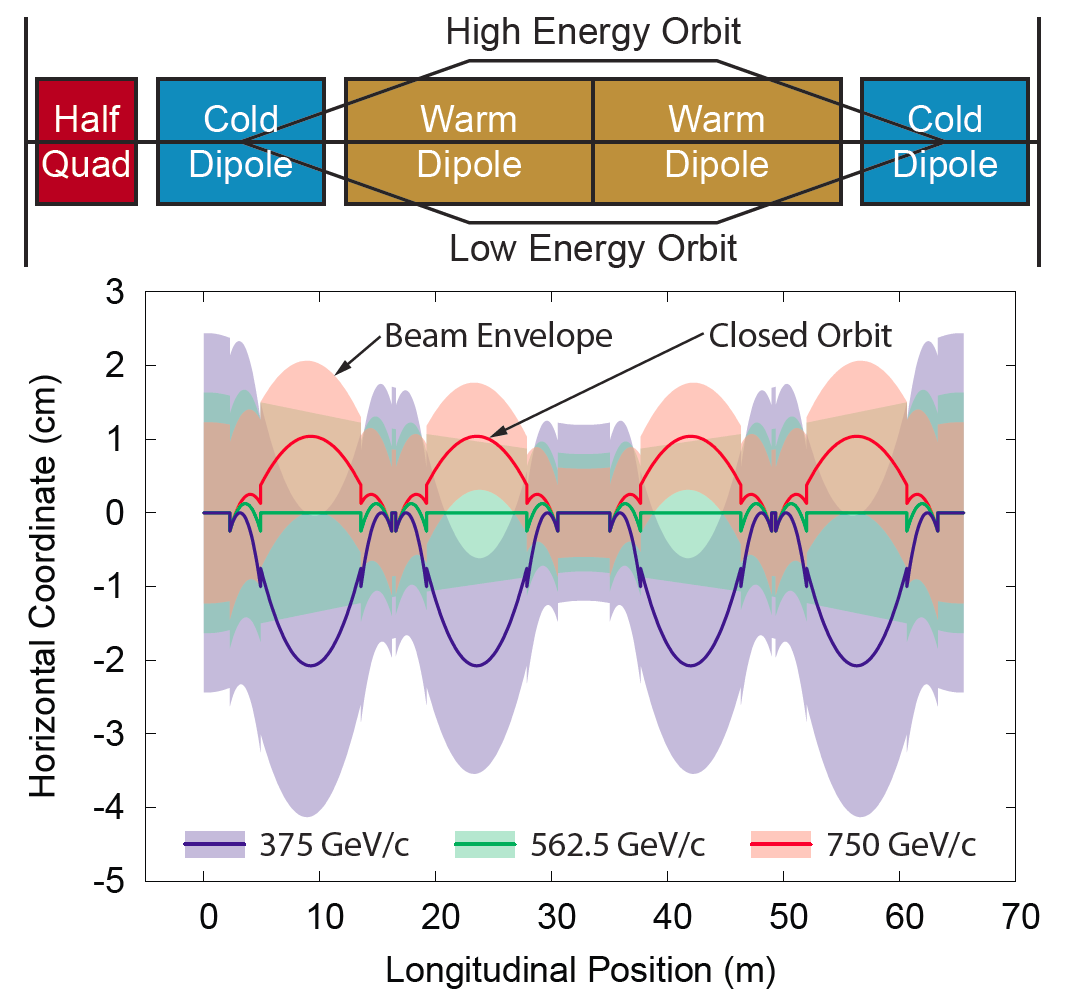 High Energy Orbit
Half Quad
Cold Dipole
Warm Dipole
Warm Dipole
Cold Dipole
Low Energy Orbit
Beam Envelope
Closed Orbit
Horizontal Coordinate (cm)
3
2
1
0
-1
-2
-3
-4
-5
375 GeV/c
562.5 GeV/c
750 GeV/c
0 10 20 30 40 50 60 70
Longitudinal Position (m)